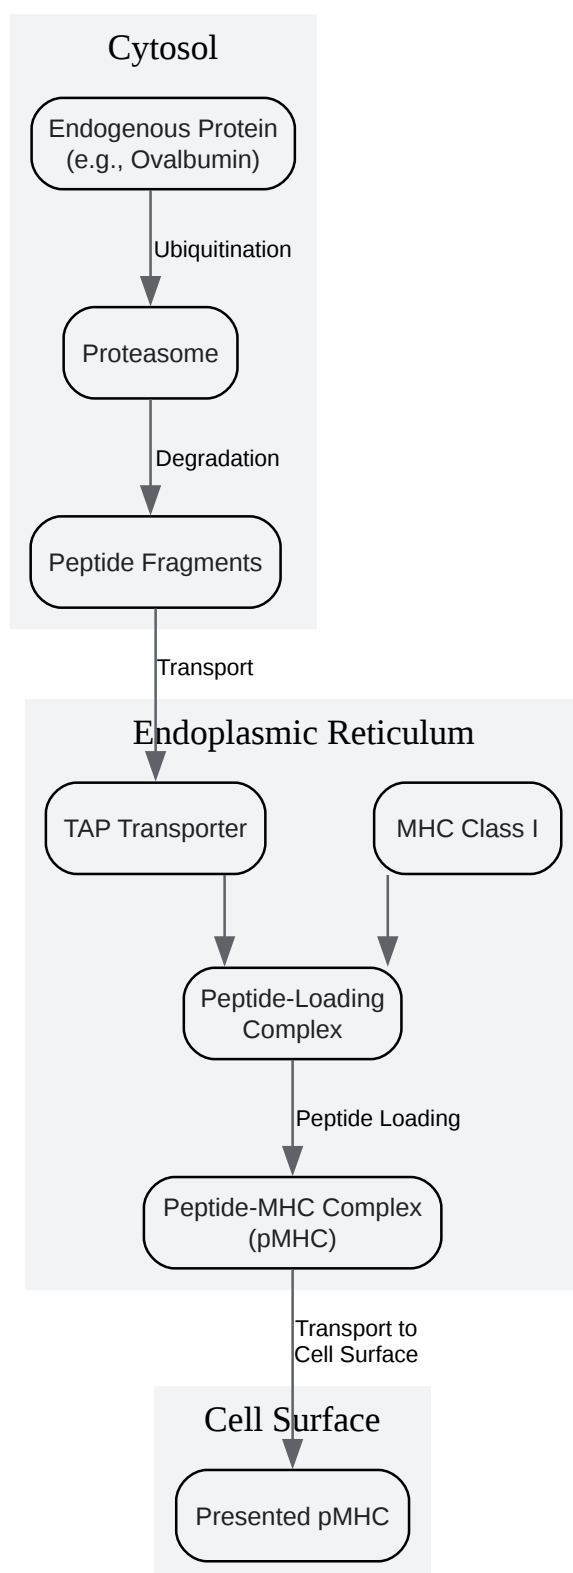 Cytosol
Endogenous Protein
(e.g., Ovalbumin)
Ubiquitination
Proteasome
Degradation
Peptide Fragments
Transport
Endoplasmic Reticulum
TAP Transporter
MHC Class I
Peptide-Loading
Complex
Peptide Loading
Peptide-MHC Complex
(pMHC)
Transport to
Cell Surface
Cell Surface
Presented pMHC